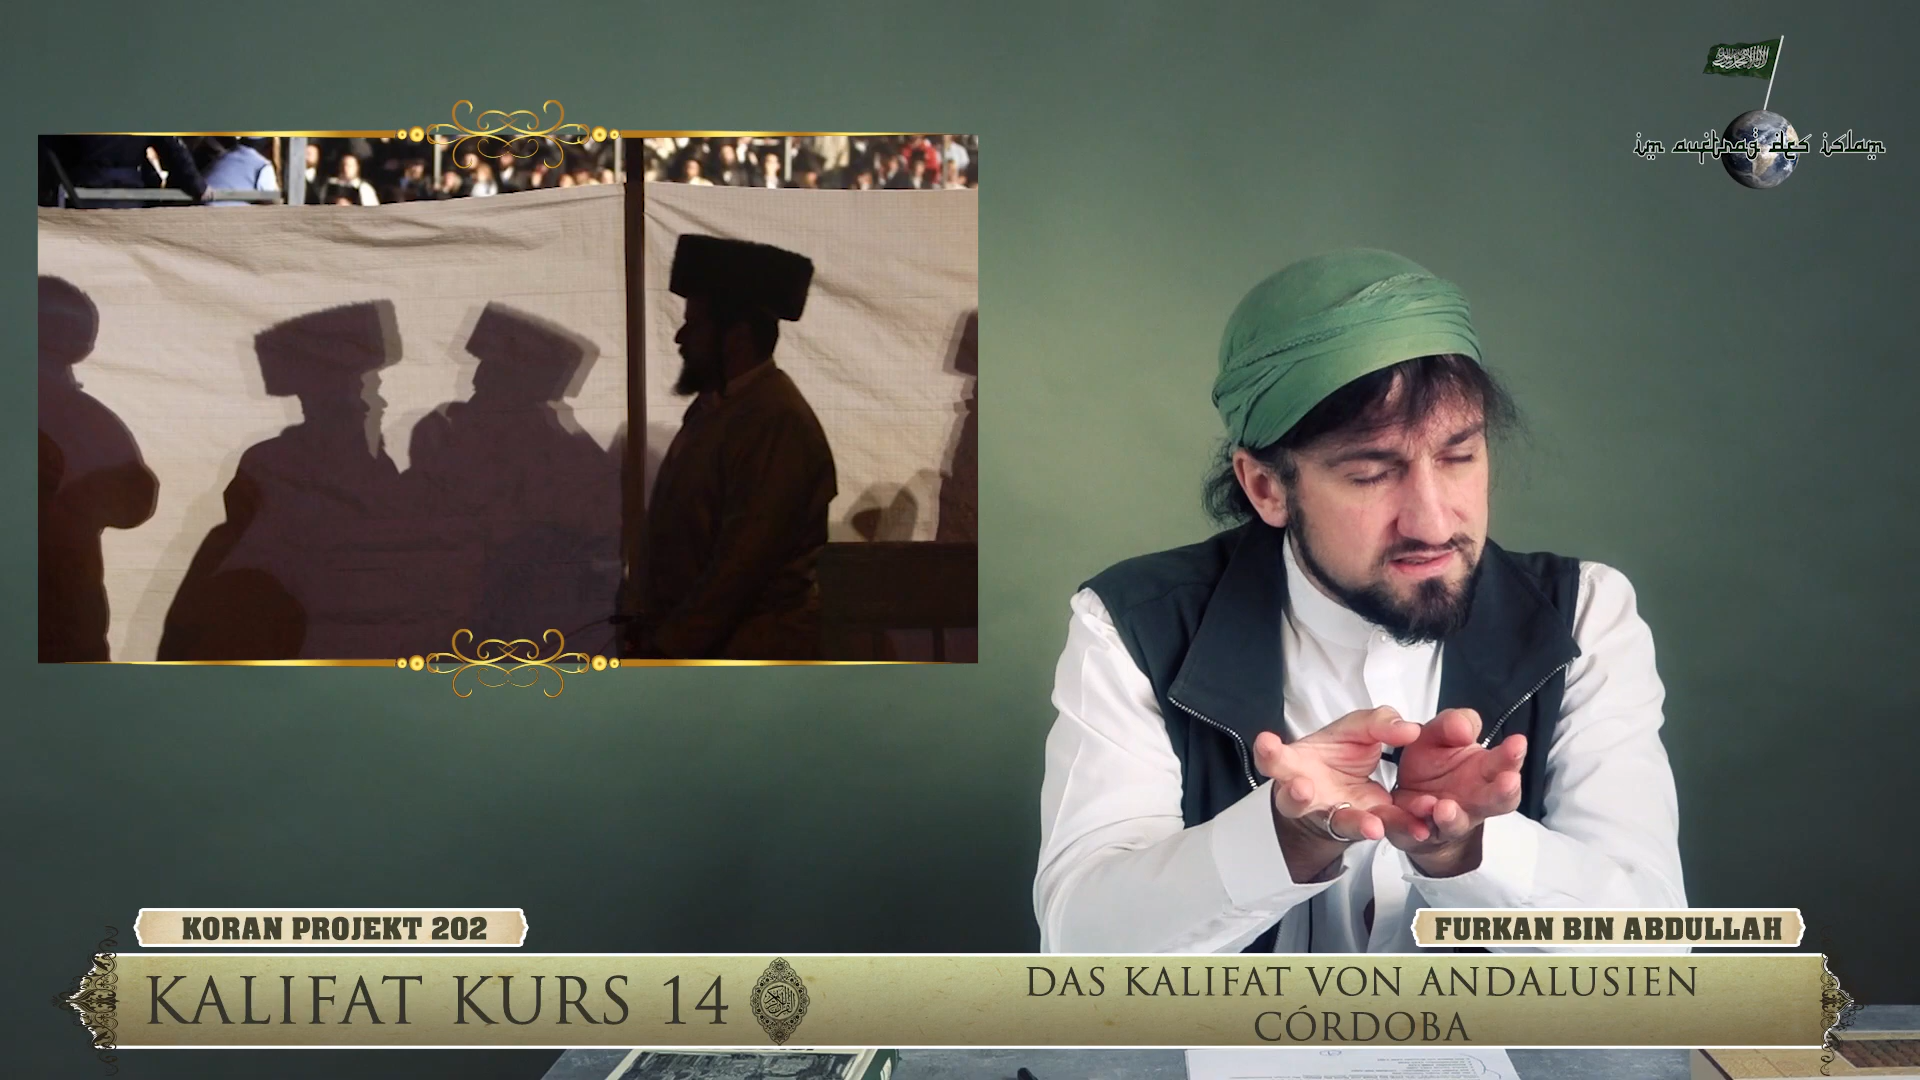 im auftrag des islam
KORAN PROJEKT 202
FURKAN BIN ABDULLAH
KALIFAT KURS 14
DAS KALIFAT VON ANDALUSIEN
CÓRDOBA